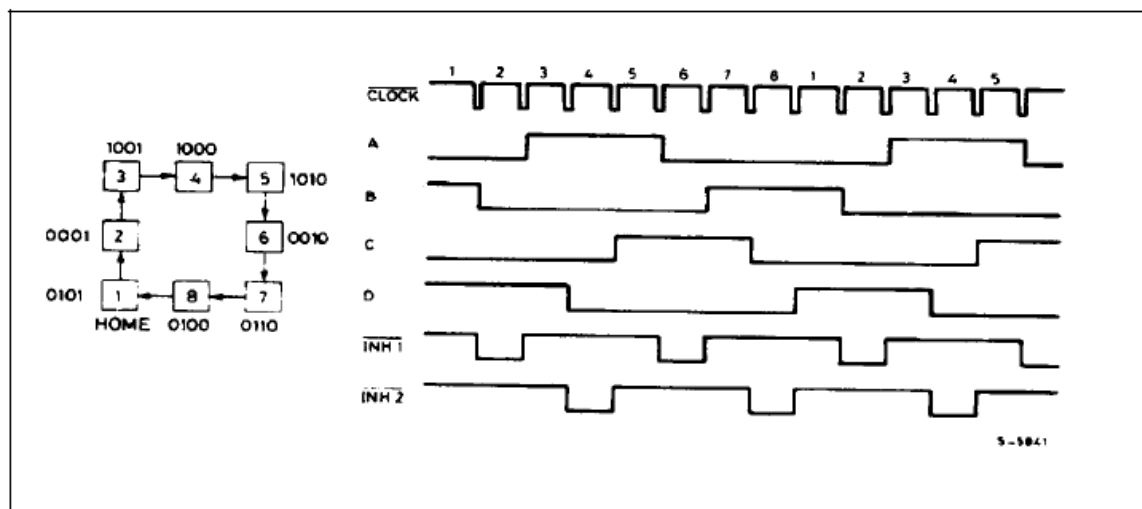 1 2 3 4 5 6 7 8 1 2 3 4 5
CLOCK
A
1001 1000
3 4 5 1010
B
0001 2 6 0010
C
0101 1 8 7
HOME 0100 0110
D
INH 1
INH 2
S-5841